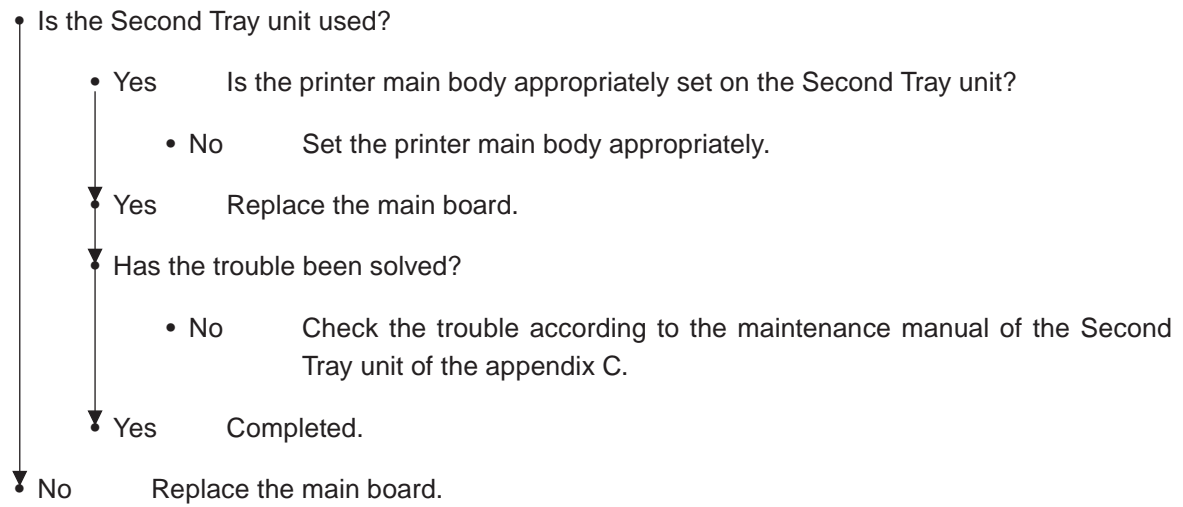 • Is the Second Tray unit used?
• Yes Is the printer main body appropriately set on the Second Tray unit?
• No Set the printer main body appropriately.
• Yes Replace the main board.
• Has the trouble been solved?
• No Check the trouble according to the maintenance manual of the Second
Tray unit of the appendix C.
• Yes Completed.
• No Replace the main board.